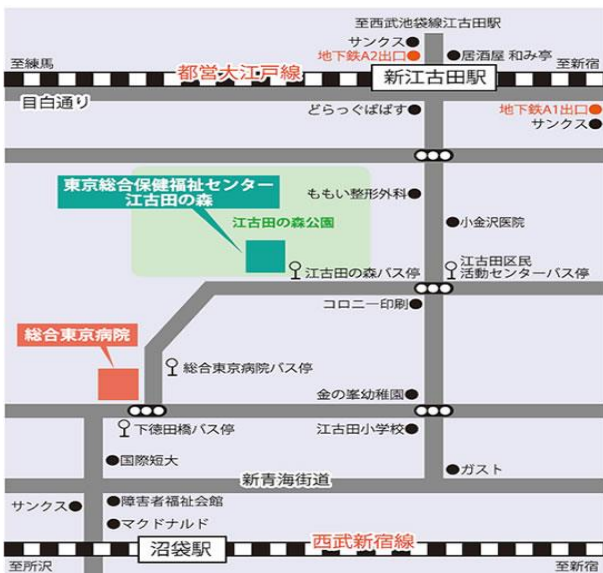 至西武池袋線江古田駅
サンクス
地下鉄A2出口
居酒屋 和み亭
至練馬
都営大江戸線
新江古田駅
至新宿
目白通り
どらっぐぱぱす
地下鉄A1出口
サンクス
東京総合保健福祉センター
江古田の森
ももい整形外科
江古田の森公園
小金沢医院
江古田の森バス停
江古田区民
活動センターバス停
コロニー印刷
総合東京病院
総合東京病院バス停
金の峯幼稚園
下徳田橋バス停
江古田小学校
国際短大
ガスト
新青海街道
サンクス
障害者福祉会館
マクドナルド
沼袋駅
西武新宿線
至所沢
至新宿